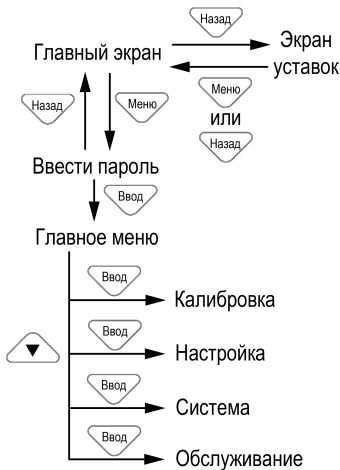 Назад
Главный экран
Экран
уставок
Назад
Меню
Меню
или
Назад
Ввести пароль
Ввод
Главное меню
Ввод
Калибровка
Ввод
Настройка
Ввод
Система
Ввод
Обслуживание